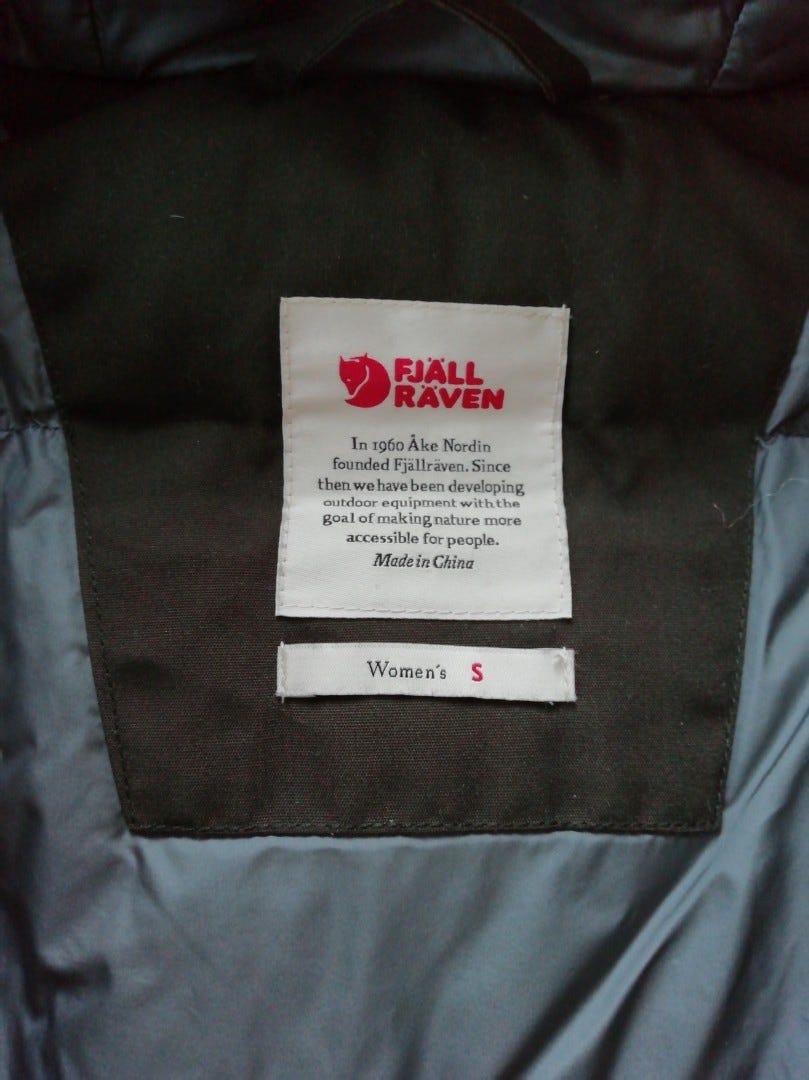 FJÄLL
RÄVEN
In 1960 Åke Nordin
founded Fjällräven. Since
then we have been developing
outdoor equipment with the
goal of making nature more
accessible for people.
Made in China
Women's S